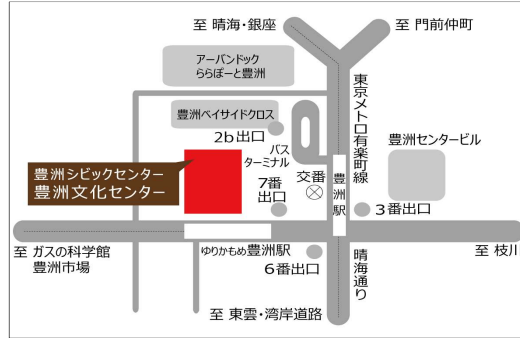 至 晴海・銀座
至 門前仲町
アーバンドック
ららぽーと豊洲
東京メトロ有楽町線
豊洲ベイサイドクロス
2b出口
バス
ターミナル
豊洲センタービル
豊洲シビックセンター
豊洲文化センター
7番
出口
交番
豊洲駅
3番出口
至 ガスの科学館
豊洲市場
ゆりかもめ豊洲駅
6番出口
晴海通り
至 枝川
至 東雲・湾岸道路